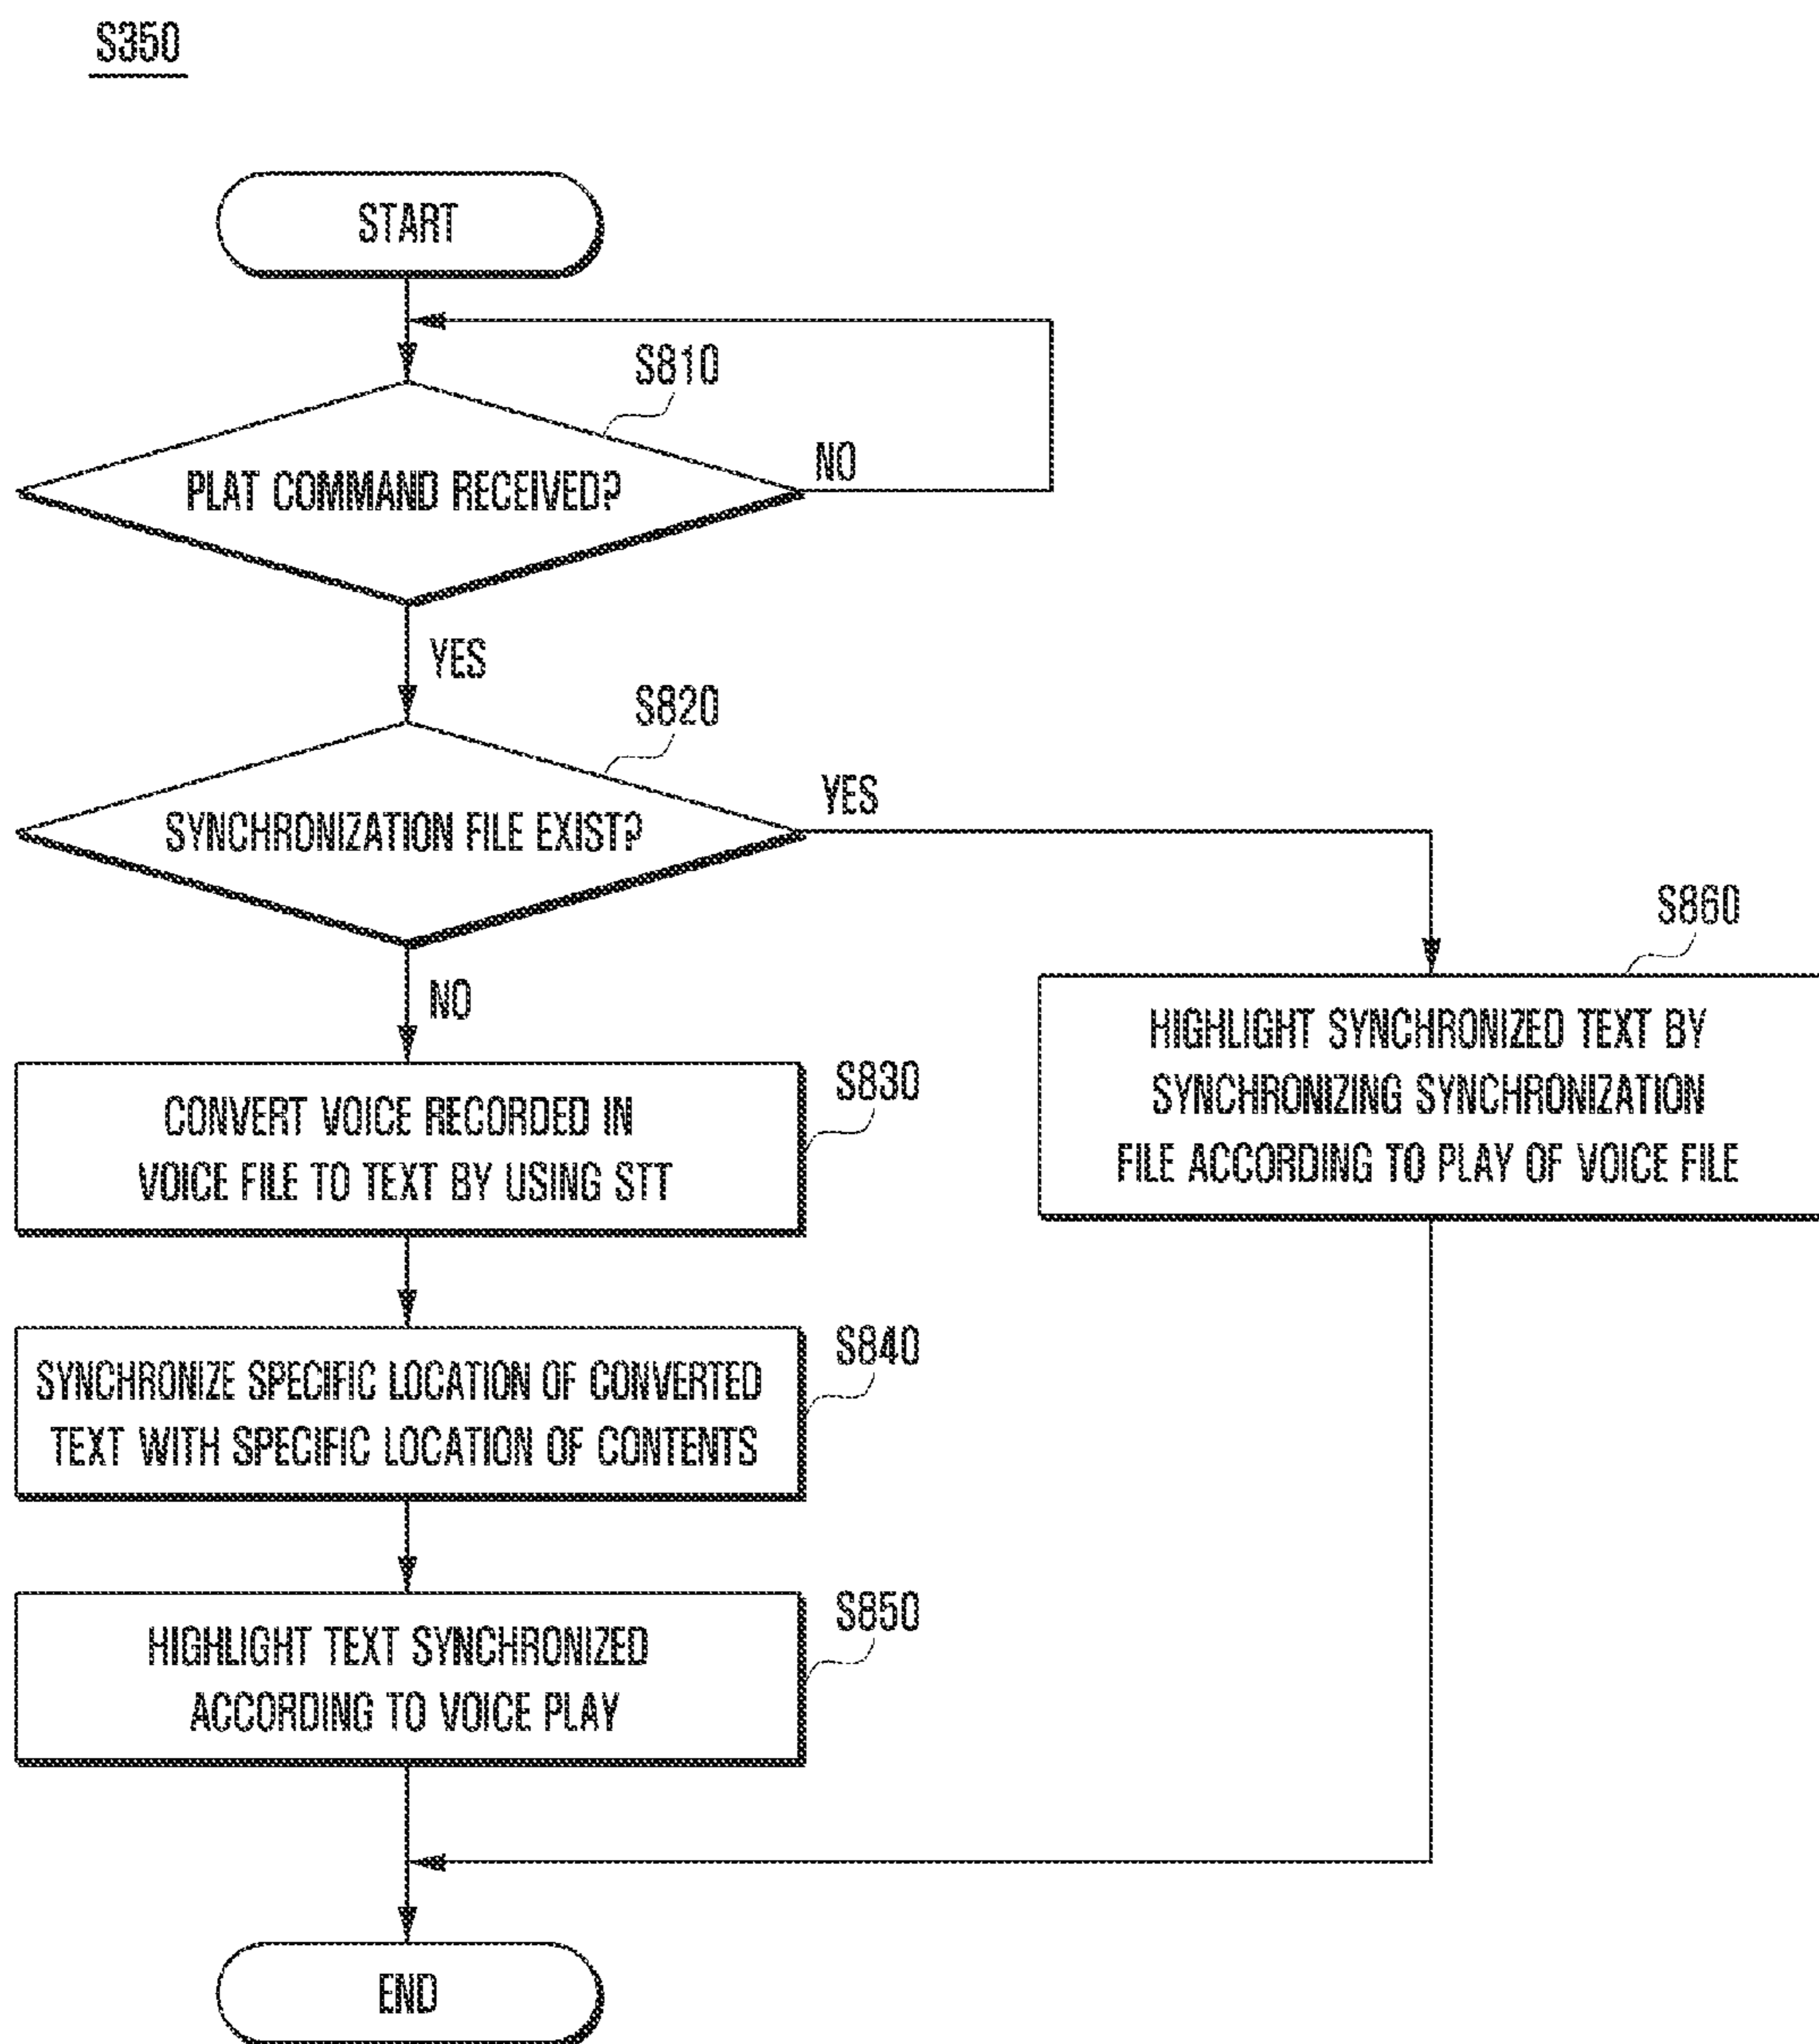 S350
START
S810
PLAT COMMAND RECEIVED?
NO
YES
S820
SYNCHRONIZATION FILE EXIST?
YES
NO
S860
HIGHLIGHT SYNCHRONIZED TEXT BY
SYNCHRONIZING SYNCHRONIZATION
FILE ACCORDING TO PLAY OF VOICE FILE
S830
CONVERT VOICE RECORDED IN
VOICE FILE TO TEXT BY USING STT
S840
SYNCHRONIZE SPECIFIC LOCATION OF CONVERTED
TEXT WITH SPECIFIC LOCATION OF CONTENTS
S850
HIGHLIGHT TEXT SYNCHRONIZED
ACCORDING TO VOICE PLAY
END